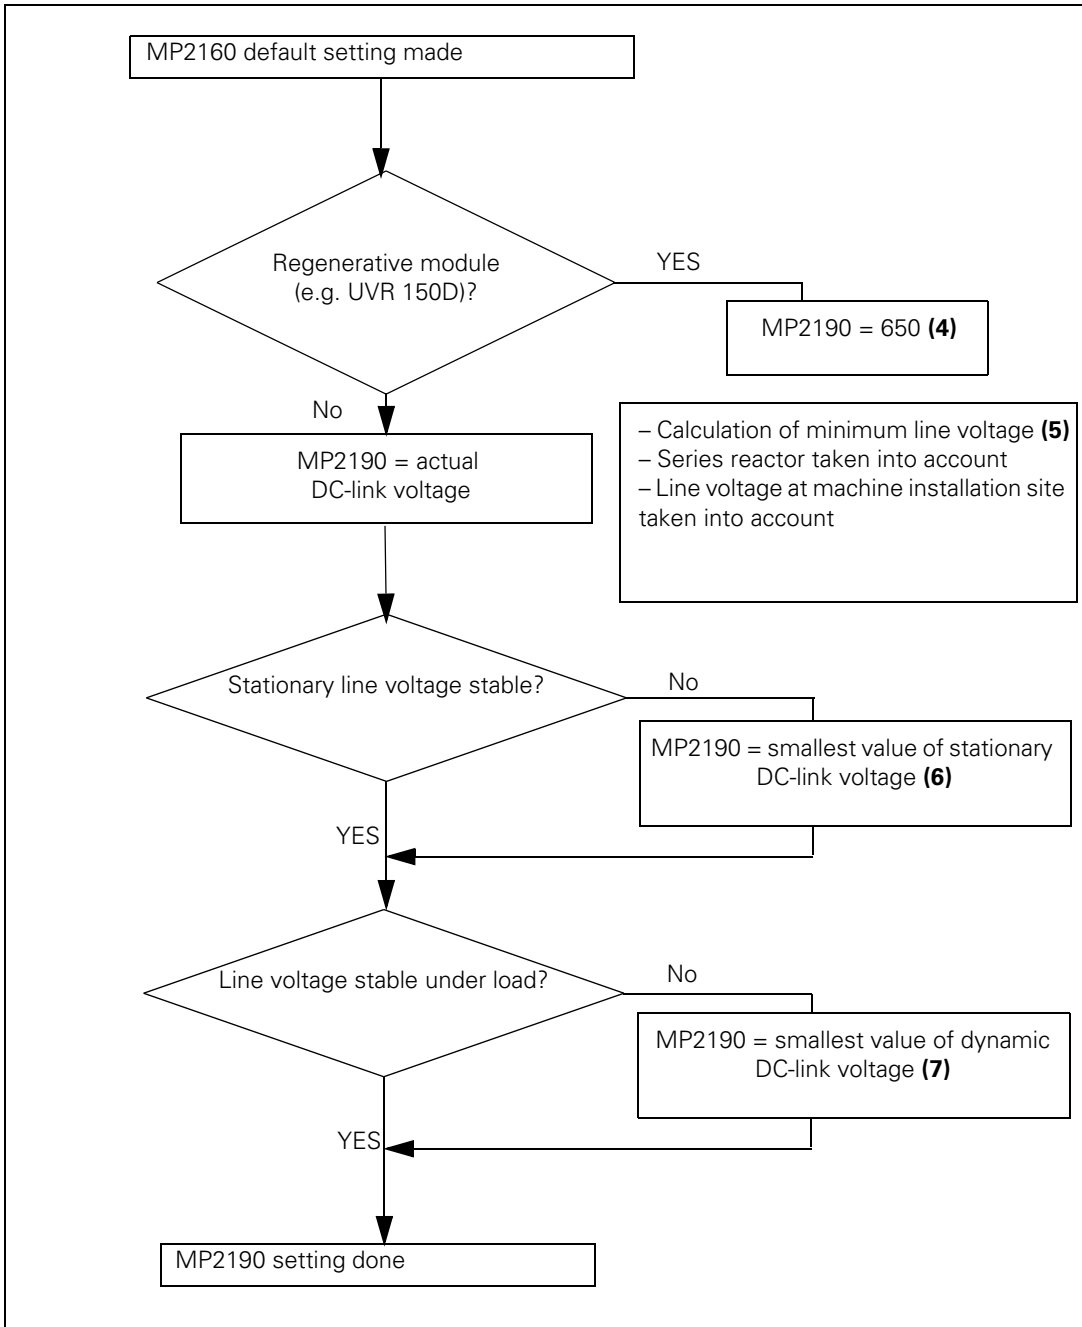 MP2160 default setting made
Regenerative module
(e.g. UVR 150D)?
YES
MP2190 = 650 (4)
No
MP2190 = actual
DC-link voltage
– Calculation of minimum line voltage (5)
– Series reactor taken into account
– Line voltage at machine installation site
taken into account
Stationary line voltage stable?
No
MP2190 = smallest value of stationary
DC-link voltage (6)
YES
Line voltage stable under load?
No
MP2190 = smallest value of dynamic
DC-link voltage (7)
YES
MP2190 setting done